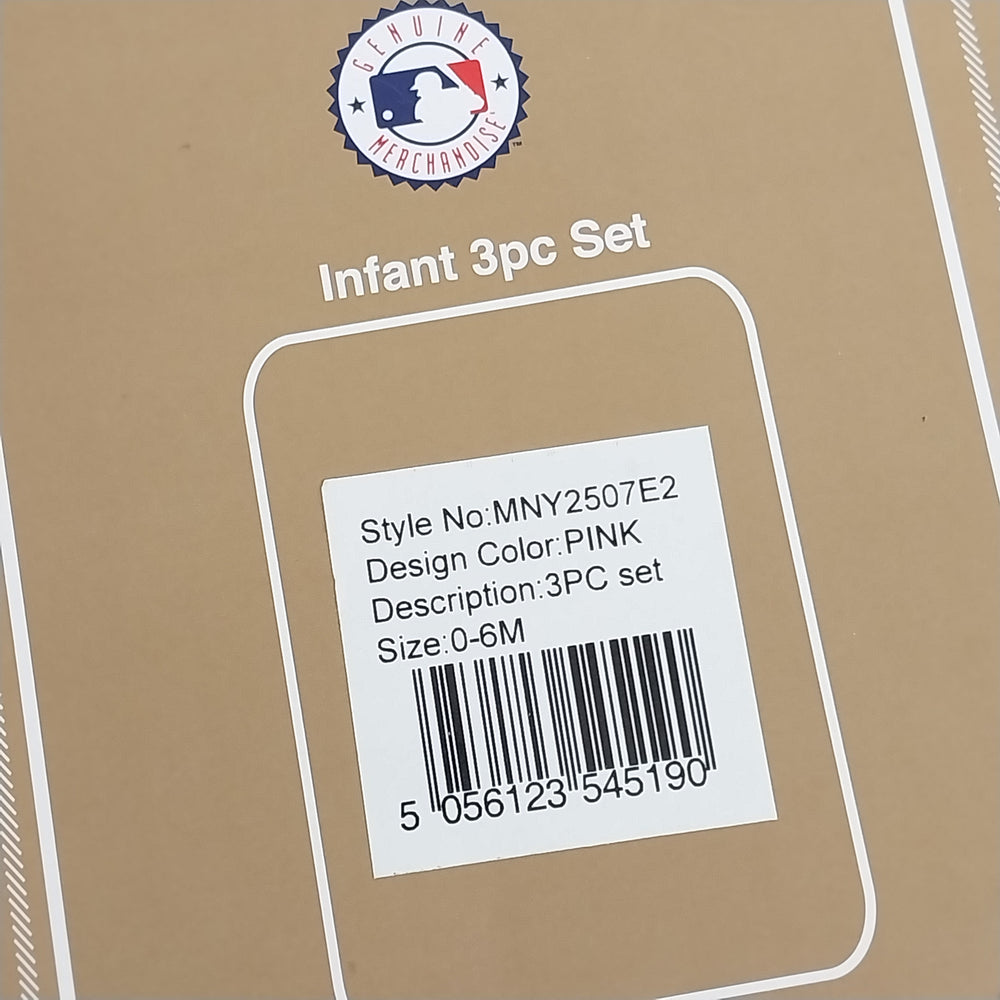 GENUINE
MERCHANDISE™
Infant 3pc Set
Style No:MNY2507E2
Design Color:PINK
Description:3PC set
Size:0-6M
5 056123 545190